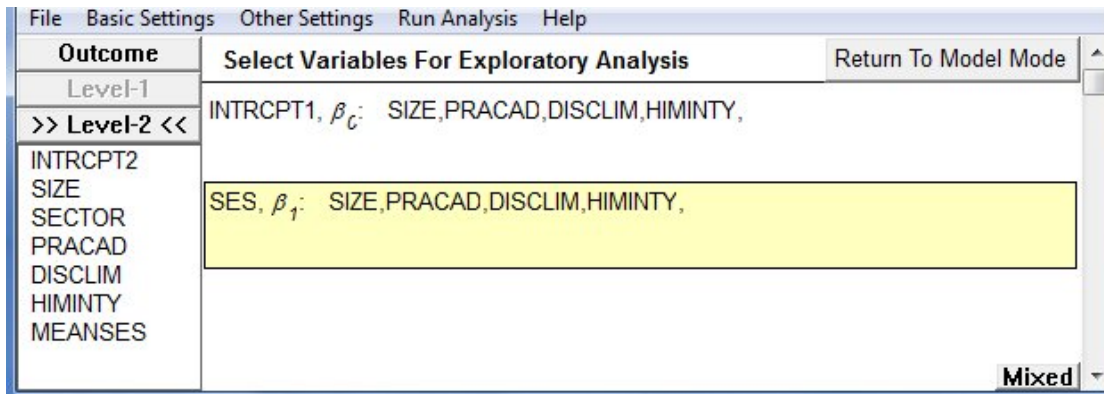 File Basic Settings Other Settings Run Analysis Help
Outcome
Level-1
>> Level-2 <<
INTRCPT2
SIZE
SECTOR
PRACAD
DISCLIM
HIMINTY
MEANSES
Select Variables For Exploratory Analysis
Return To Model Mode
INTRCPT1, β0: SIZE,PRACAD,DISCLIM,HIMINTY,
SES, β1: SIZE,PRACAD,DISCLIM,HIMINTY,
Mixed